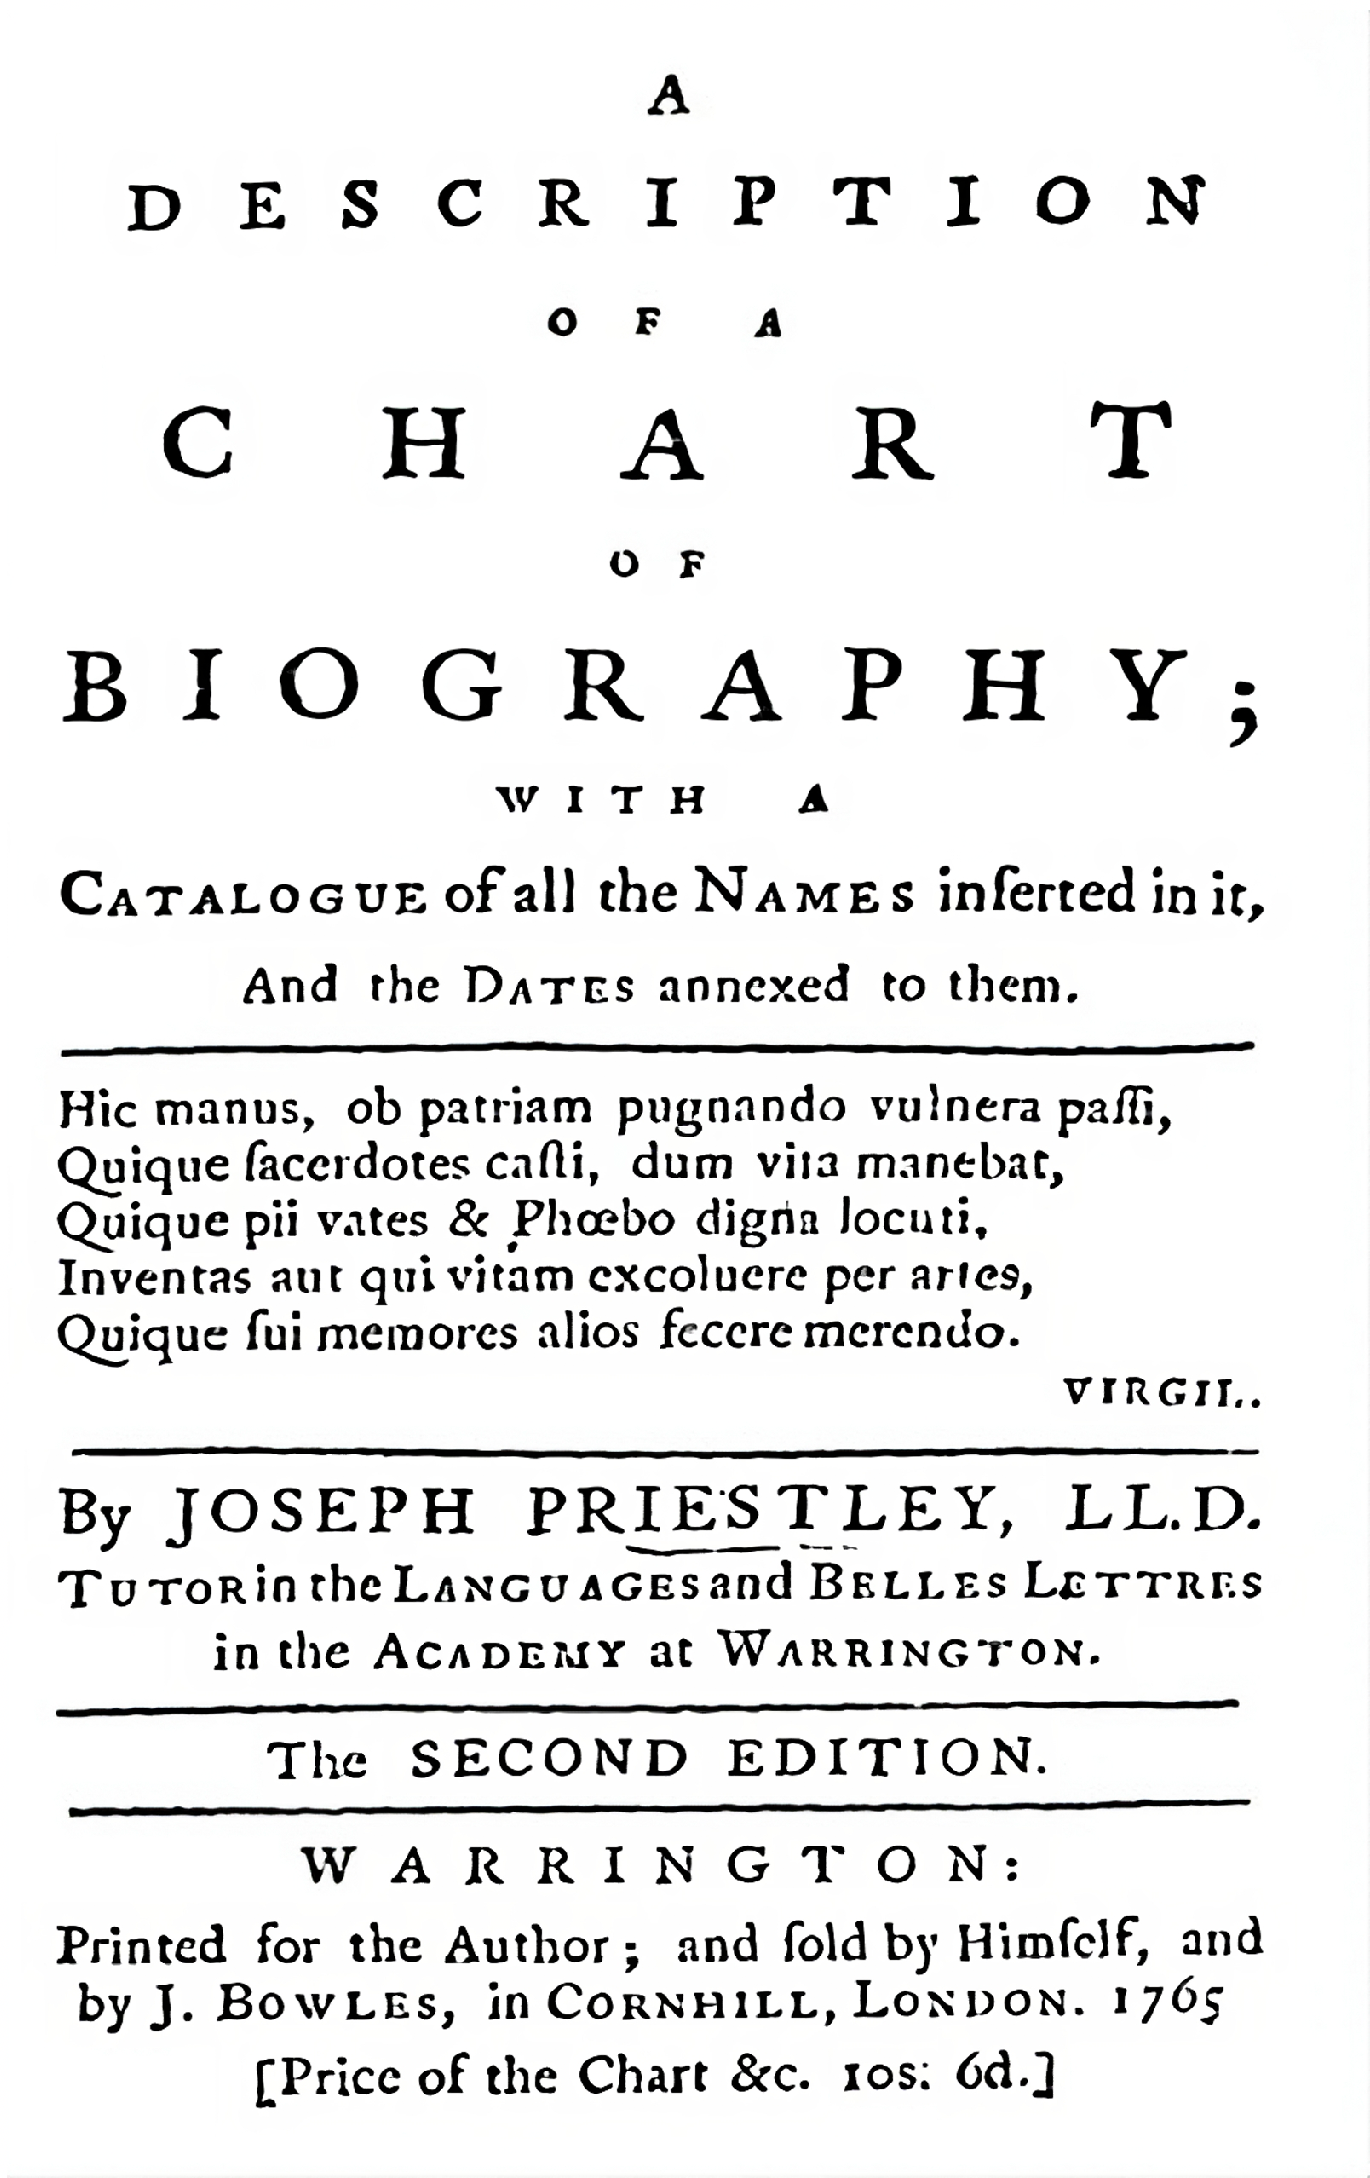 A
DESCRIPTION
OF A
CHART
OF
BIOGRAPHY;
WITH A
CATALOGUE of all the NAMES inſerted in it,
And the DATES annexed to them.
Hic manus, ob patriam pugnando vulnera paſſi,
Quique ſacerdotes caſti, dum vita manebat,
Quique pii vates & Phœbo digna locuti,
Inventas aut qui vitam excoluere per artes,
Quique ſui memores alios fecere merendo.
VIRGIL.
By JOSEPH PRIESTLEY, LL.D.
TUTOR in the LANGUAGES and BELLES LETTRES
in the ACADEMY at WARRINGTON.
The SECOND EDITION.
WARRINGTON:
Printed for the Author; and ſold by Himſelf, and
by J. BOWLES, in CORNHILL, LONDON. 1765
[Price of the Chart &c. 10s: 6d.]